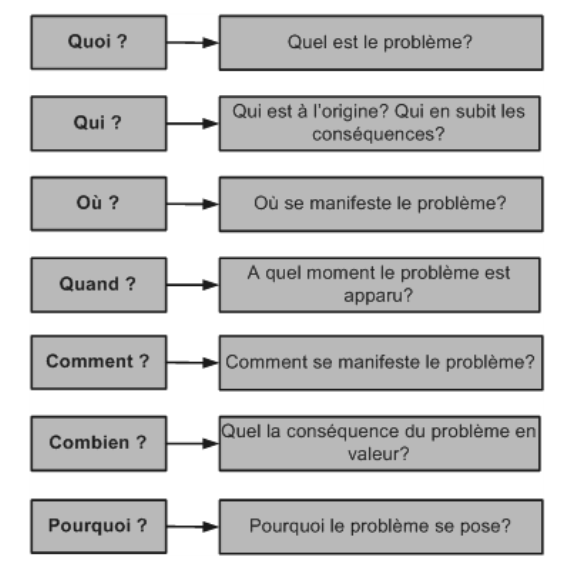 Quoi ?
Quel est le problème?
Qui ?
Qui est à l'origine? Qui en subit les
conséquences?
Où ?
Où se manifeste le problème?
Quand ?
A quel moment le problème est
apparu?
Comment ?
Comment se manifeste le problème?
Combien ?
Quel la conséquence du problème en
valeur?
Pourquoi ?
Pourquoi le problème se pose?